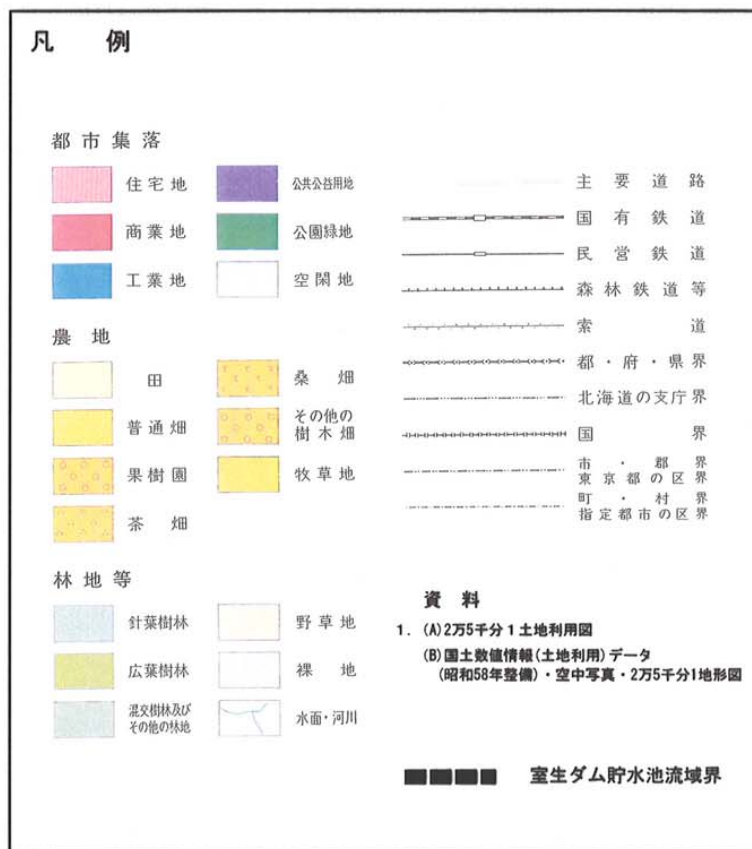 凡 例
都市集落
住宅地
公共公益用地
商業地
公園緑地
工業地
空閑地
農地
田
桑畑
普通畑
その他の
樹木畑
果樹園
牧草地
茶畑
林地等
針葉樹林
野草地
広葉樹林
裸地
混交樹林及び
その他の林地
水面・河川
主要道路
国有鉄道
民営鉄道
森林鉄道等
索道
都・府・県界
北海道の支庁界
国界
市・郡界
東京都の区界
町・村界
指定都市の区界
資料
1. (A)2万5千分1土地利用図
(B)国土数値情報(土地利用)データ
(昭和58年整備)・空中写真・2万5千分1地形図
室生ダム貯水池流域界